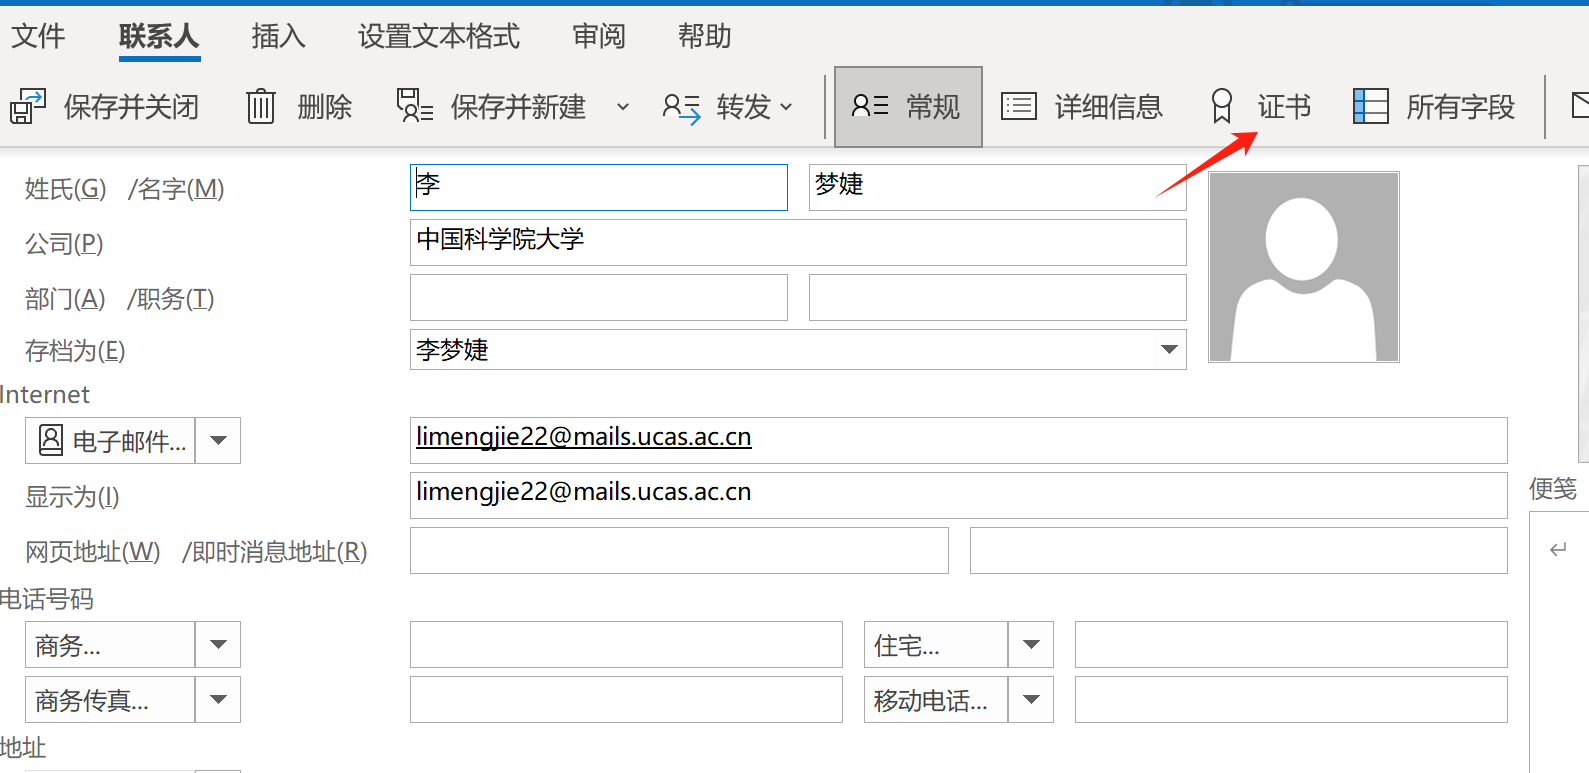 文件 联系人 插入 设置文本格式 审阅 帮助
保存并关闭 删除 保存并新建 转发 常规 详细信息 证书 所有字段
姓氏(G) /名字(M) 李 梦婕
公司(P) 中国科学院大学
部门(A) /职务(T)
存档为(E) 李梦婕
Internet
电子邮件... limengjie22@mails.ucas.ac.cn
显示为(I) limengjie22@mails.ucas.ac.cn
便笺
网页地址(W) /即时消息地址(R)
电话号码
商务... 住宅...
商务传真... 移动电话...
地址